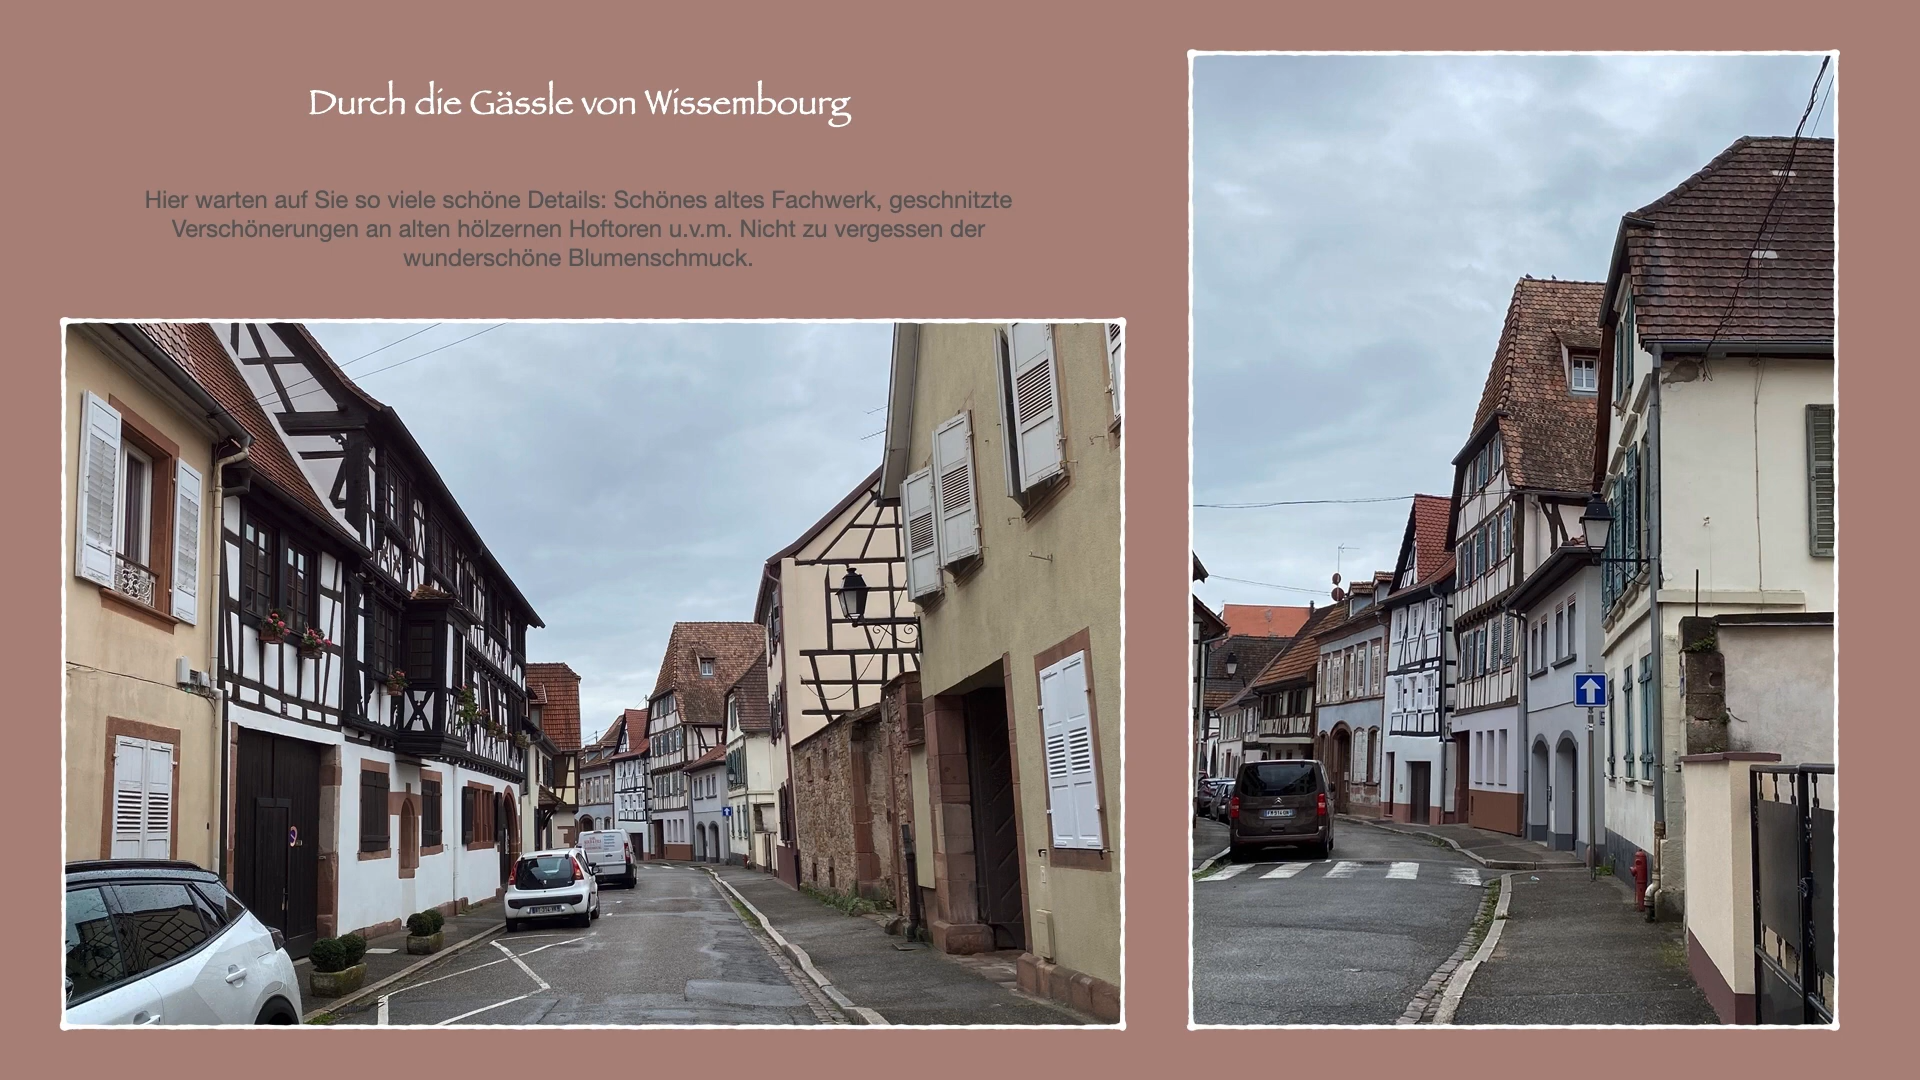 Durch die Gässle von Wissembourg
Hier warten auf Sie so viele schöne Details: Schönes altes Fachwerk, geschnitzte
Verschönerungen an alten hölzernen Hoftoren u.v.m. Nicht zu vergessen der
wunderschöne Blumenschmuck.